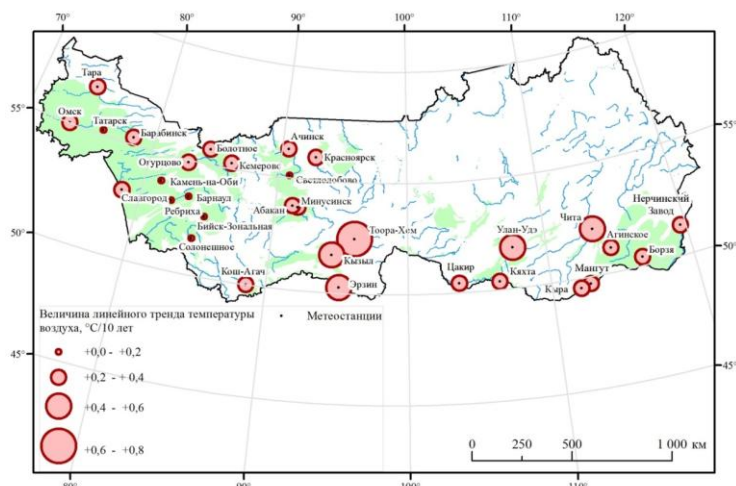 70° 80° 90° 100° 110° 120°
Тара
55°
Омск
Татарск
Барабинск
Болотное
Ачинск
55°
Огурцово
Кемерово
Красноярск
Камень-на-Оби
Светлолобово
Славгород
Барнаул
Абакан
Минусинск
Нерчинский
Завод
Ребриха
Бийск-Зональная
Тоора-Хем
Улан-Удэ
Чита
Агинское
50°
Солонешное
Кызыл
Борзя
50°
Кош-Агач
Эрзин
Цакир
Кяхта
Мангут
Кыра
Величина линейного тренда температуры
воздуха, °С/10 лет
Метеостанции
45°
+0,0 - +0,2
45°
+0,2 - +0,4
+0,4 - +0,6
+0,6 - +0,8
0 250 500 1 000 км
80° 90° 100° 110°